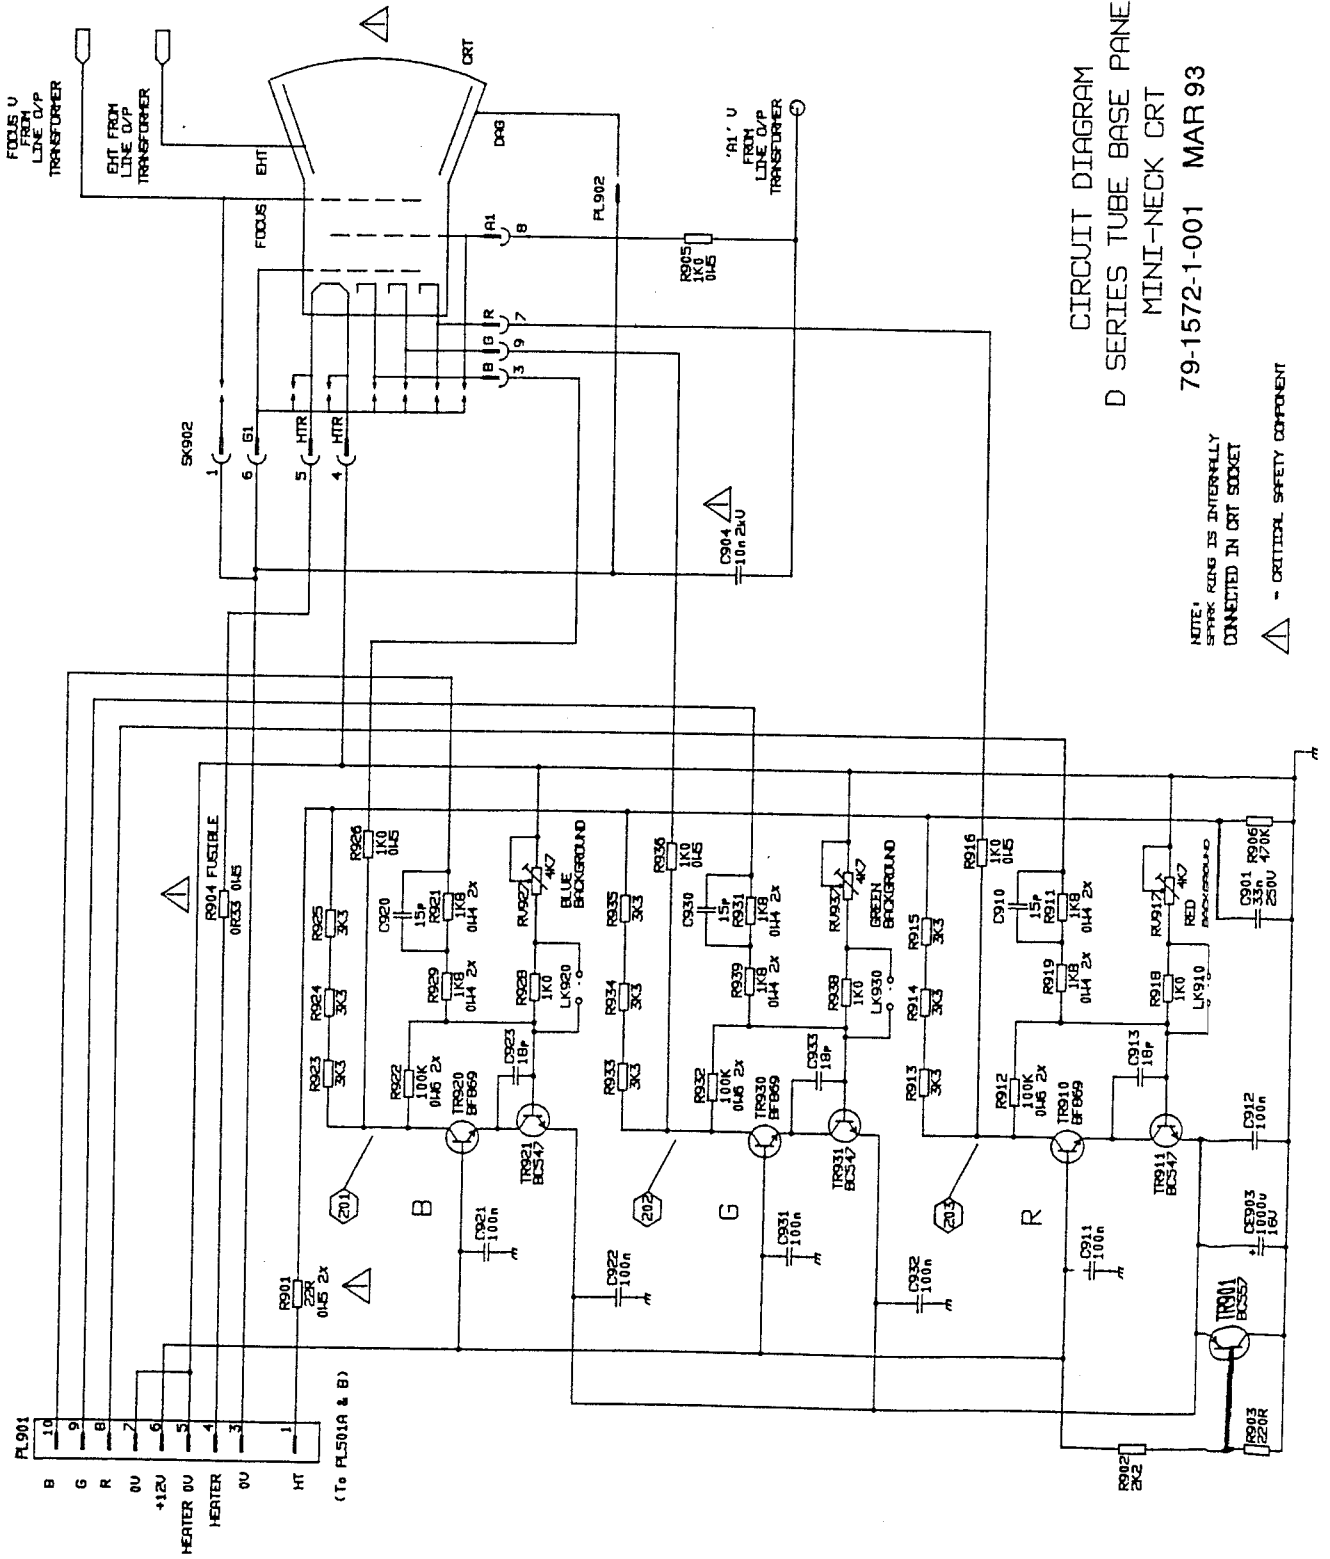 CIRCUIT DIAGRAM
D SERIES TUBE BASE PANE
MINI-NECK CRT
79-1572-1-001 MAR 93
NOTE:
SPARK RING IS INTERNALLY
CONNECTED IN CRT SOCKET
= CRITICAL SAFETY COMPONENT
FOCUS V
FROM
LINE O/P
TRANSFORMER
EHT FROM
LINE O/P
TRANSFORMER
FOCUS
EHT
CRT
DAG
PL902
'A1' V
FROM
LINE O/P
TRANSFORMER
SK902
1
6
G1
5
HTR
4
HTR
B
3
G
9
R
7
A1
8
R905
1K0
0W5
C904
10n 2kV
R904 FUSIBLE
0R33 0W5
PL901
10
9
8
7
6
5
4
3
1
B
G
R
0V
+12V
HEATER 0V
HEATER
0V
HT
(To PL501A & B)
R901
22R
0W5 2X
R923
3K3
R924
3K3
R925
3K3
R926
1K0
0W5
201
B
R922
100K
0W6 2X
TR920
BF869
C920
15p
R921
1K8
0W4 2X
R929
1K8
0W4 2X
R928
1K0
LK920
RV927
4K7
BLUE
BACKGROUND
C923
18p
TR921
BC547
C921
100n
C922
100n
R933
3K3
R934
3K3
R935
3K3
R936
1K0
0W5
202
G
R932
100K
0W6 2X
TR930
BF869
C930
15p
R931
1K8
0W4 2X
R939
1K8
0W4 2X
R938
1K0
LK930
RV937
4K7
GREEN
BACKGROUND
C933
18p
TR931
BC547
C931
100n
C932
100n
R913
3K3
R914
3K3
R915
3K3
R916
1K0
0W5
203
R
R912
100K
0W6 2X
TR910
BF869
C910
15p
R911
1K8
0W4 2X
R919
1K8
0W4 2X
R918
1K0
LK910
RV917
4K7
RED
BACKGROUND
C913
18p
TR911
BC547
C911
100n
C912
100n
CE903
1000u
16V
+
TR901
BC557
R902
2K2
R903
220R
C901
33n
250V
R906
470K